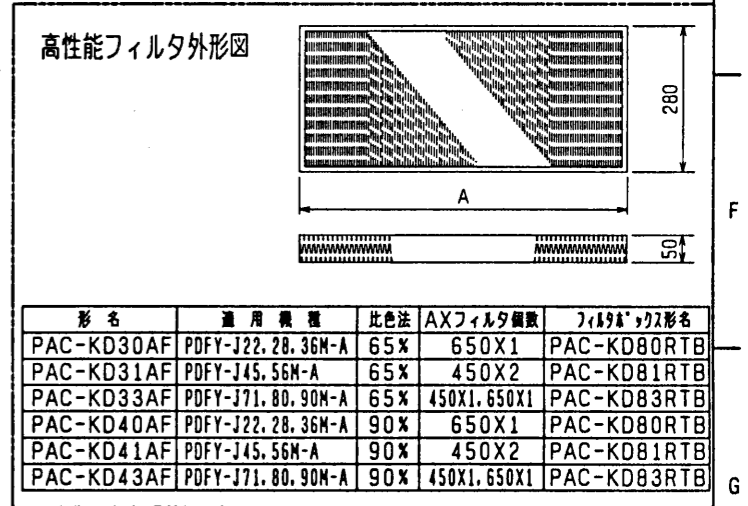 高性能フィルタ外形図
280
A
F
50
形 名 適 用 機 種 比色法 AXフィルタ個数 フィルタボックス形名
PAC-KD30AF PDFY-J22.28.36M-A 65% 650X1 PAC-KD80RTB
PAC-KD31AF PDFY-J45.56M-A 65% 450X2 PAC-KD81RTB
PAC-KD33AF PDFY-J71.80.90M-A 65% 450X1.650X1 PAC-KD83RTB
PAC-KD40AF PDFY-J22.28.36M-A 90% 650X1 PAC-KD80RTB
PAC-KD41AF PDFY-J45.56M-A 90% 450X2 PAC-KD81RTB
PAC-KD43AF PDFY-J71.80.90M-A 90% 450X1.650X1 PAC-KD83RTB
G